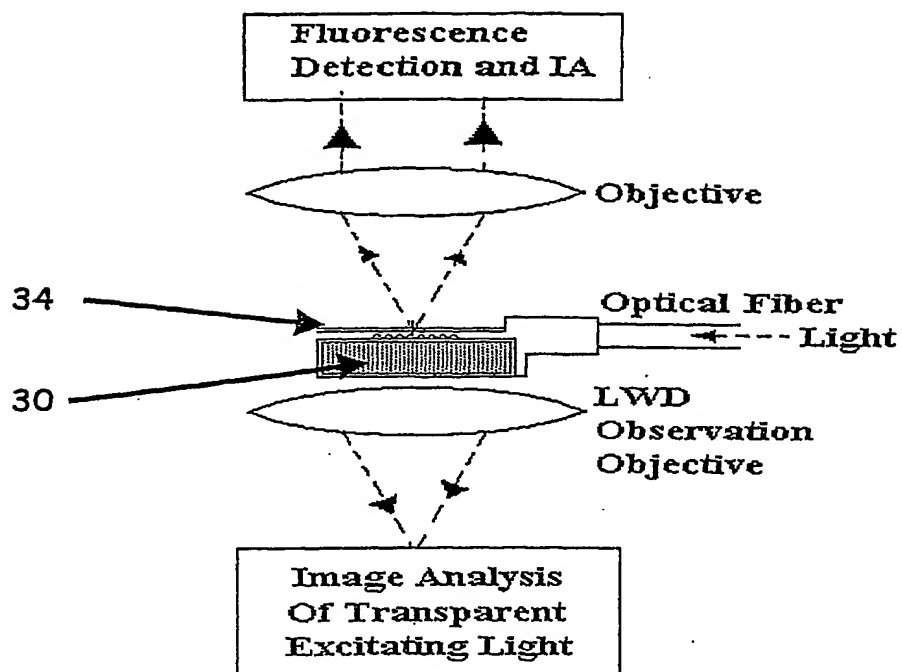 Fluorescence
Detection and IA
Objective
34
Optical Fiber
Light
30
LWD
Observation
Objective
Image Analysis
Of Transparent
Excitating Light